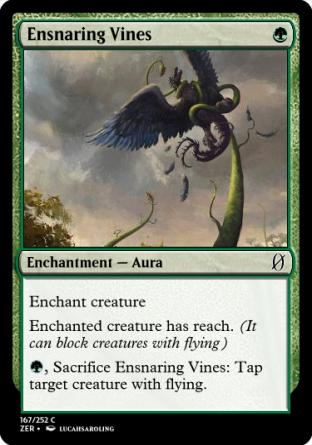 Ensnaring Vines
Enchantment — Aura
Enchant creature
Enchanted creature has reach. (It
can block creatures with flying)
, Sacrifice Ensnaring Vines: Tap
target creature with flying.
167/252 C
ZER • LUCAHSAROLING